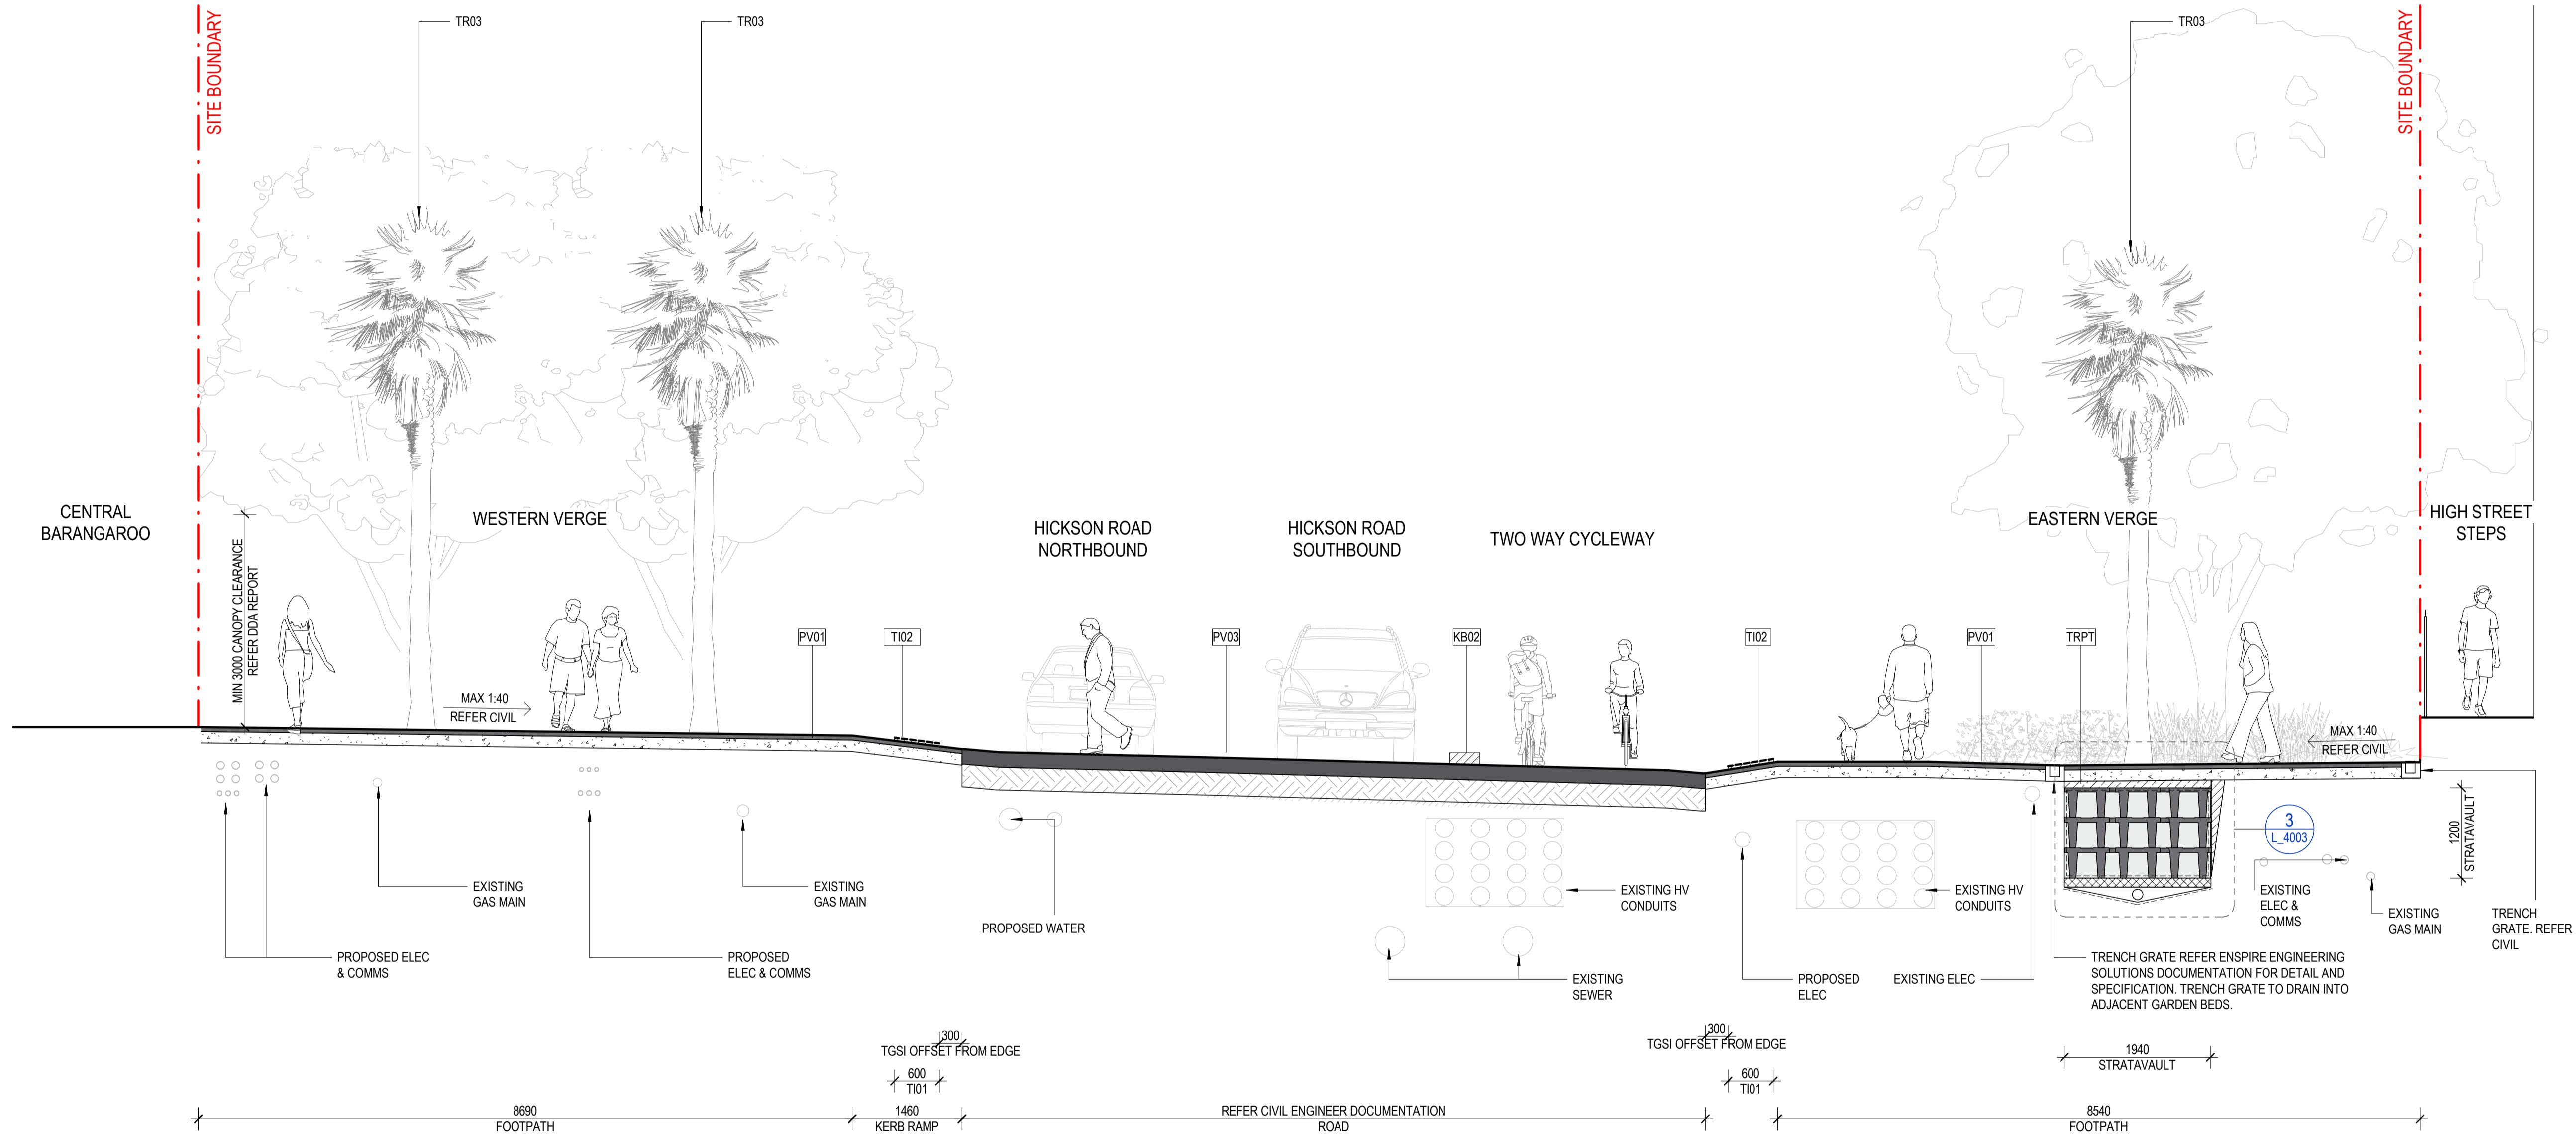 TR03
TR03
TR03
SITE BOUNDARY
SITE BOUNDARY
CENTRAL
BARANGAROO
WESTERN VERGE
HICKSON ROAD
NORTHBOUND
HICKSON ROAD
SOUTHBOUND
TWO WAY CYCLEWAY
EASTERN VERGE
HIGH STREET
STEPS
MIN 3000 CANOPY CLEARANCE
REFER DDA REPORT
MAX 1:40
REFER CIVIL
PV01
TI02
PV03
KB02
TI02
PV01
TRPT
MAX 1:40
REFER CIVIL
3
L_4003
1200
STRATAVAULT
EXISTING
GAS MAIN
EXISTING
GAS MAIN
PROPOSED WATER
EXISTING HV
CONDUITS
EXISTING HV
CONDUITS
EXISTING
ELEC &
COMMS
EXISTING
GAS MAIN
TRENCH
GRATE. REFER
CIVIL
PROPOSED ELEC
& COMMS
PROPOSED
ELEC & COMMS
EXISTING
SEWER
PROPOSED
ELEC
EXISTING ELEC
TRENCH GRATE REFER ENSPIRE ENGINEERING
SOLUTIONS DOCUMENTATION FOR DETAIL AND
SPECIFICATION. TRENCH GRATE TO DRAIN INTO
ADJACENT GARDEN BEDS.
300
TGSI OFFSET FROM EDGE
300
TGSI OFFSET FROM EDGE
1940
STRATAVAULT
600
TI01
600
TI01
8690
FOOTPATH
1460
KERB RAMP
REFER CIVIL ENGINEER DOCUMENTATION
ROAD
8540
FOOTPATH